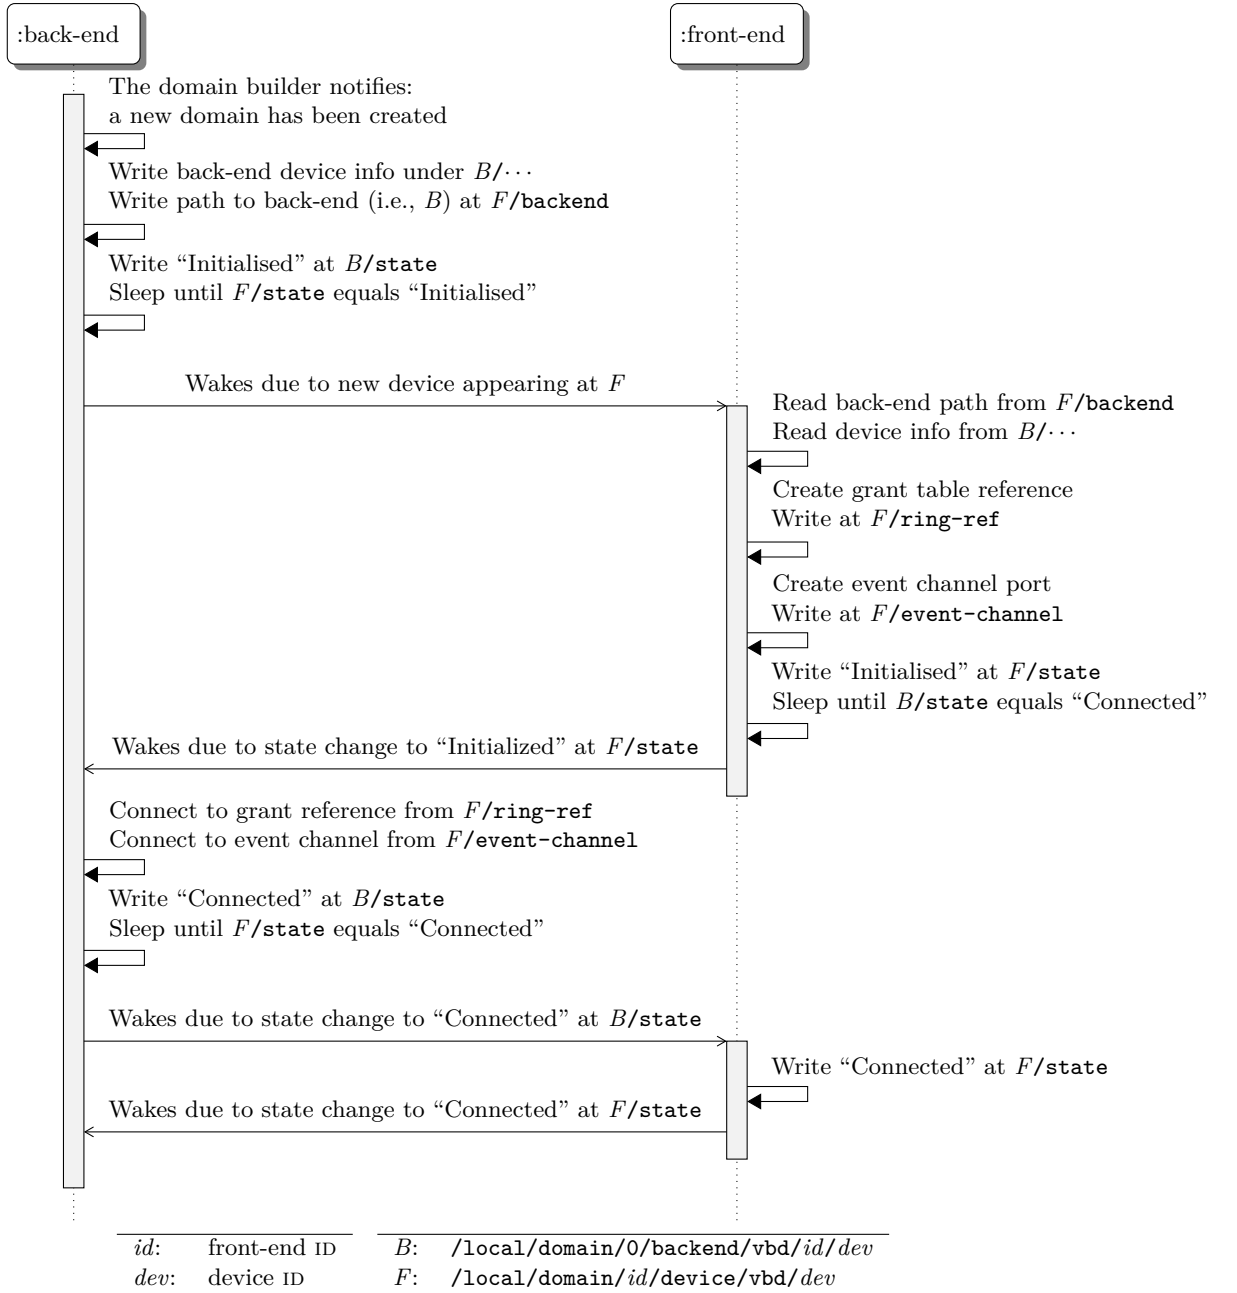 :back-end
:front-end
The domain builder notifies:
a new domain has been created
Write back-end device info under B/···
Write path to back-end (i.e., B) at F/backend
Write “Initialised” at B/state
Sleep until F/state equals “Initialised”
Wakes due to new device appearing at F
Read back-end path from F/backend
Read device info from B/···
Create grant table reference
Write at F/ring-ref
Create event channel port
Write at F/event-channel
Write “Initialised” at F/state
Sleep until B/state equals “Connected”
Wakes due to state change to “Initialized” at F/state
Connect to grant reference from F/ring-ref
Connect to event channel from F/event-channel
Write “Connected” at B/state
Sleep until F/state equals “Connected”
Wakes due to state change to “Connected” at B/state
Write “Connected” at F/state
Wakes due to state change to “Connected” at F/state
id: front-end ID B: /local/domain/0/backend/vbd/id/dev
dev: device ID F: /local/domain/id/device/vbd/dev